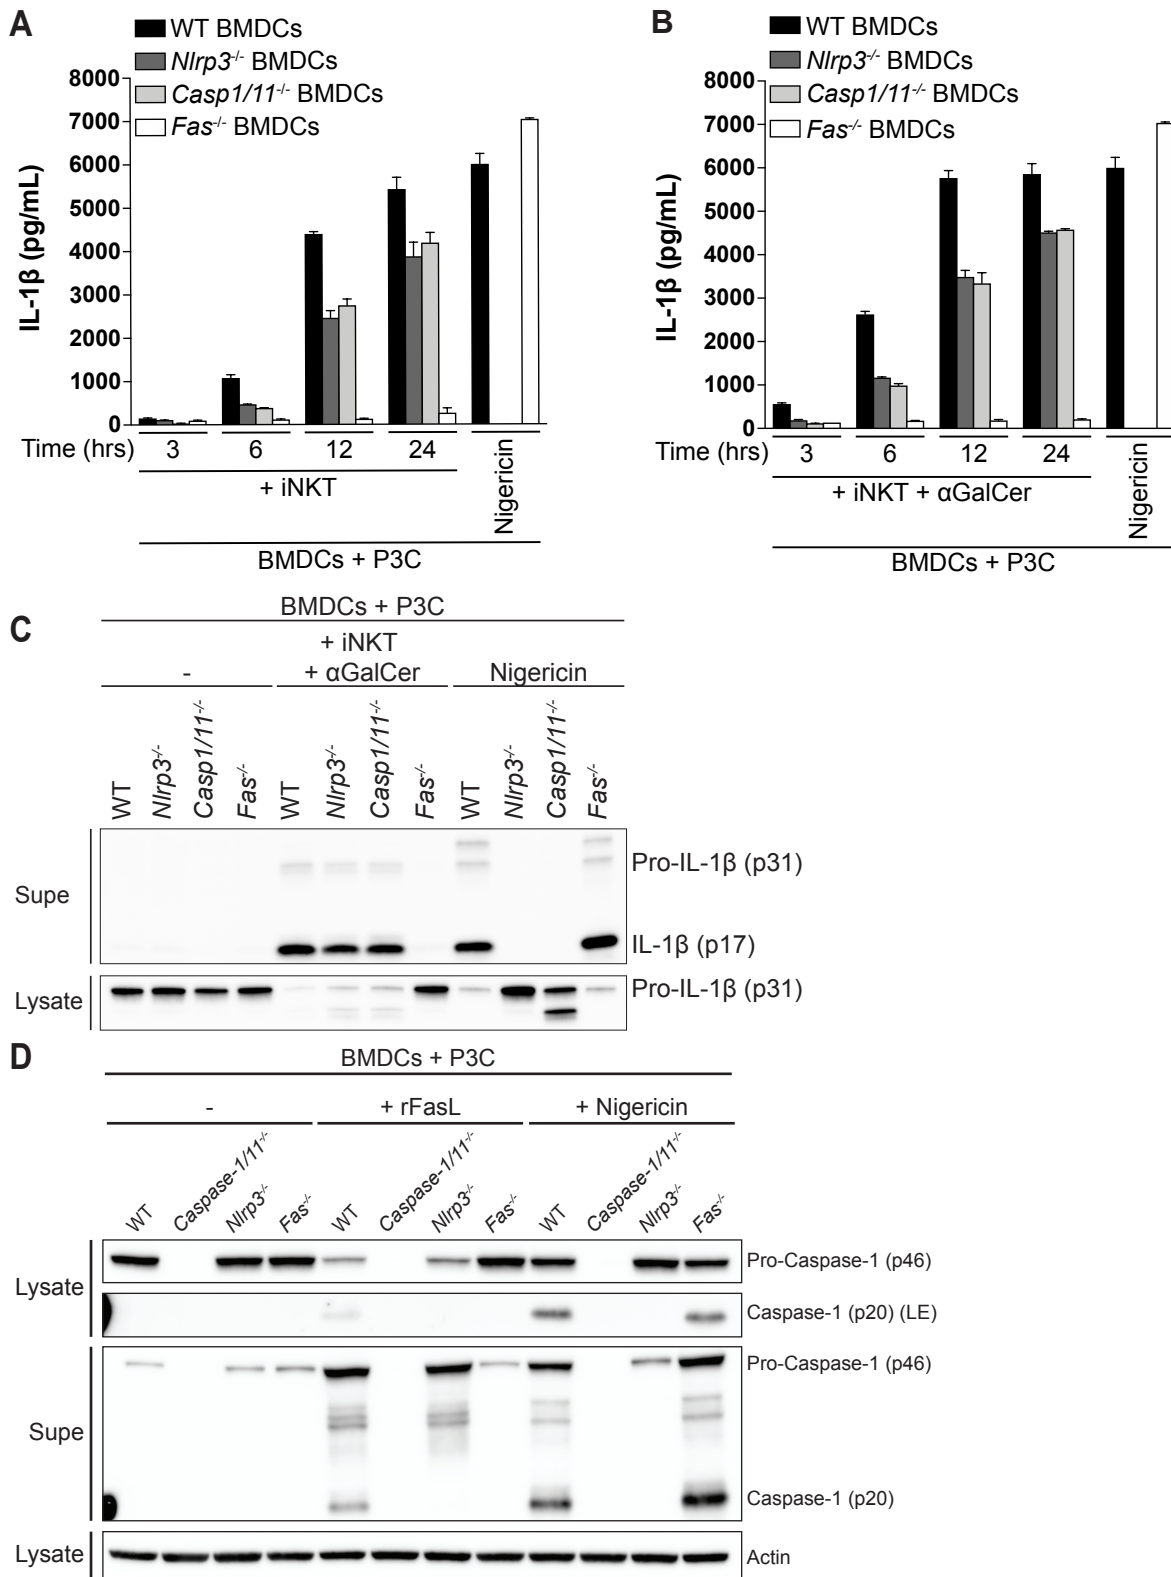 A
WT BMDCs
Nlrp3-/- BMDCs
Casp1/11-/- BMDCs
Fas-/- BMDCs
8000
7000
6000
5000
4000
3000
2000
1000
0
IL-1β (pg/mL)
Time (hrs) 3 6 12 24
+ iNKT
Nigericin
BMDCs + P3C
B
WT BMDCs
Nlrp3-/- BMDCs
Casp1/11-/- BMDCs
Fas-/- BMDCs
8000
7000
6000
5000
4000
3000
2000
1000
0
IL-1β (pg/mL)
Time (hrs) 3 6 12 24
+ iNKT + αGalCer
Nigericin
BMDCs + P3C
C
BMDCs + P3C
+ iNKT
- + αGalCer Nigericin
WT Nlrp3-/- Casp1/11-/- Fas-/- WT Nlrp3-/- Casp1/11-/- Fas-/- WT Nlrp3-/- Casp1/11-/- Fas-/-
Supe
Pro-IL-1β (p31)
IL-1β (p17)
Lysate
Pro-IL-1β (p31)
D
BMDCs + P3C
- + rFasL + Nigericin
WT Caspase-1/11-/- Nlrp3-/- Fas-/- WT Caspase-1/11-/- Nlrp3-/- Fas-/- WT Caspase-1/11-/- Nlrp3-/- Fas-/-
Lysate
Pro-Caspase-1 (p46)
Caspase-1 (p20) (LE)
Supe
Pro-Caspase-1 (p46)
Caspase-1 (p20)
Lysate
Actin